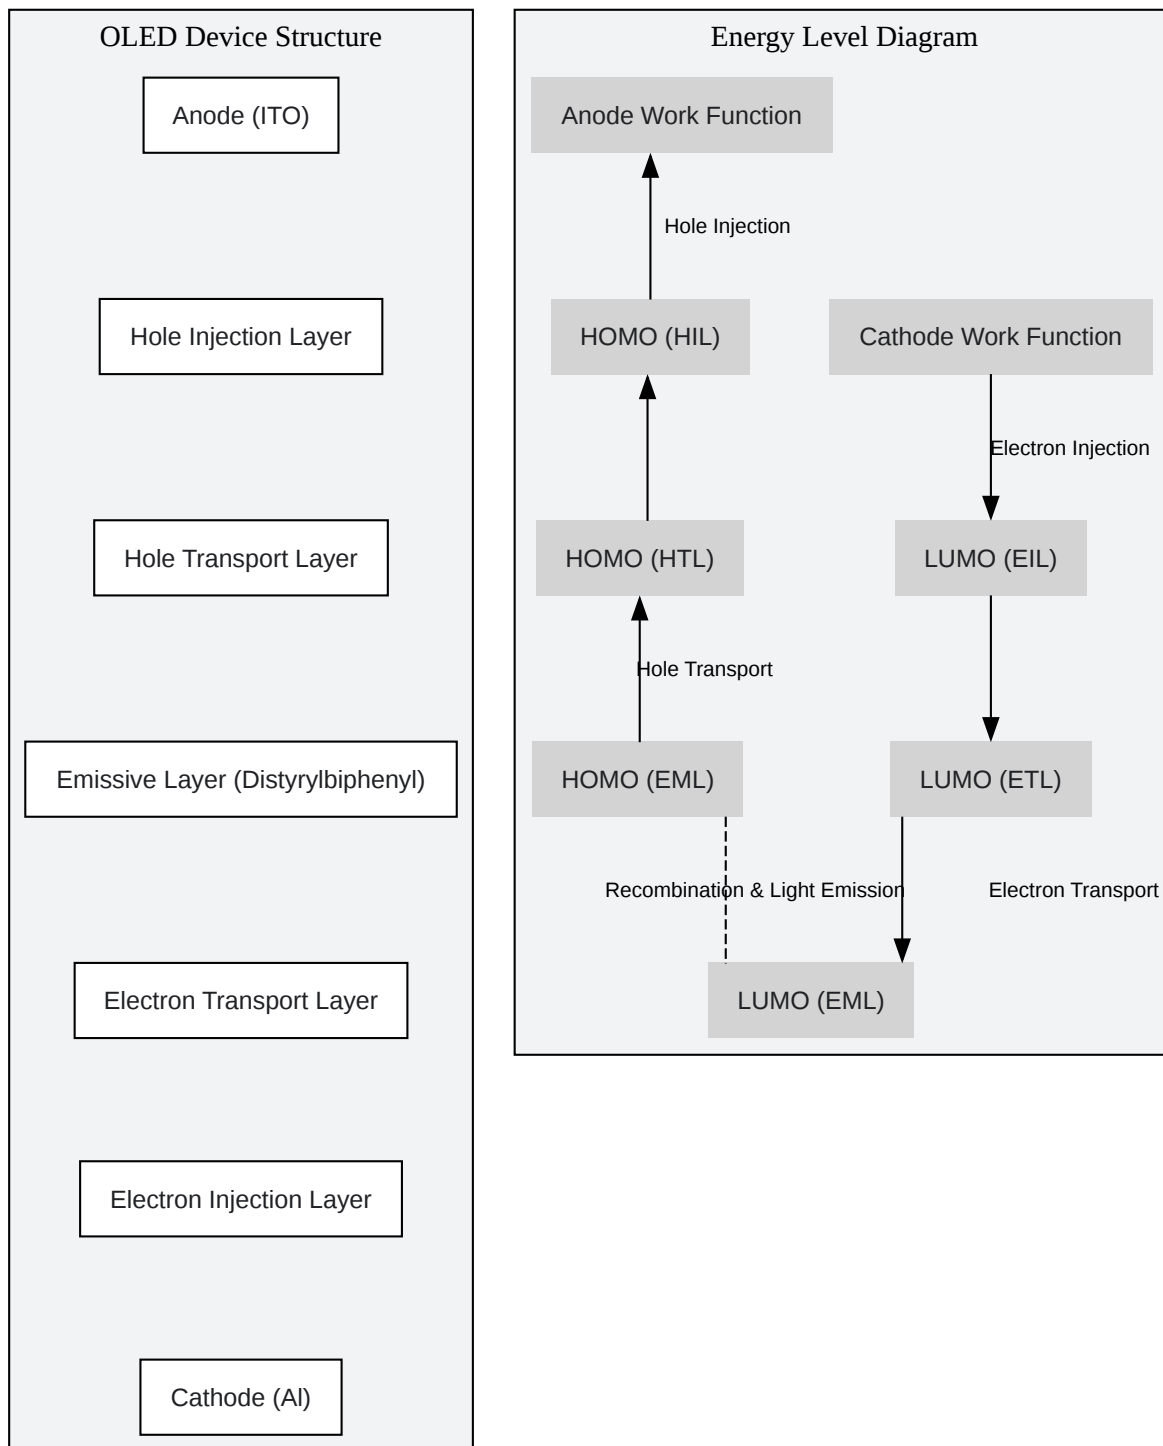 OLED Device Structure
Anode (ITO)
Hole Injection Layer
Hole Transport Layer
Emissive Layer (Distyrylbiphenyl)
Electron Transport Layer
Electron Injection Layer
Cathode (Al)
Energy Level Diagram
Anode Work Function
Hole Injection
HOMO (HIL)
Cathode Work Function
Electron Injection
HOMO (HTL)
LUMO (EIL)
Hole Transport
HOMO (EML)
LUMO (ETL)
Recombination & Light Emission
Electron Transport
LUMO (EML)